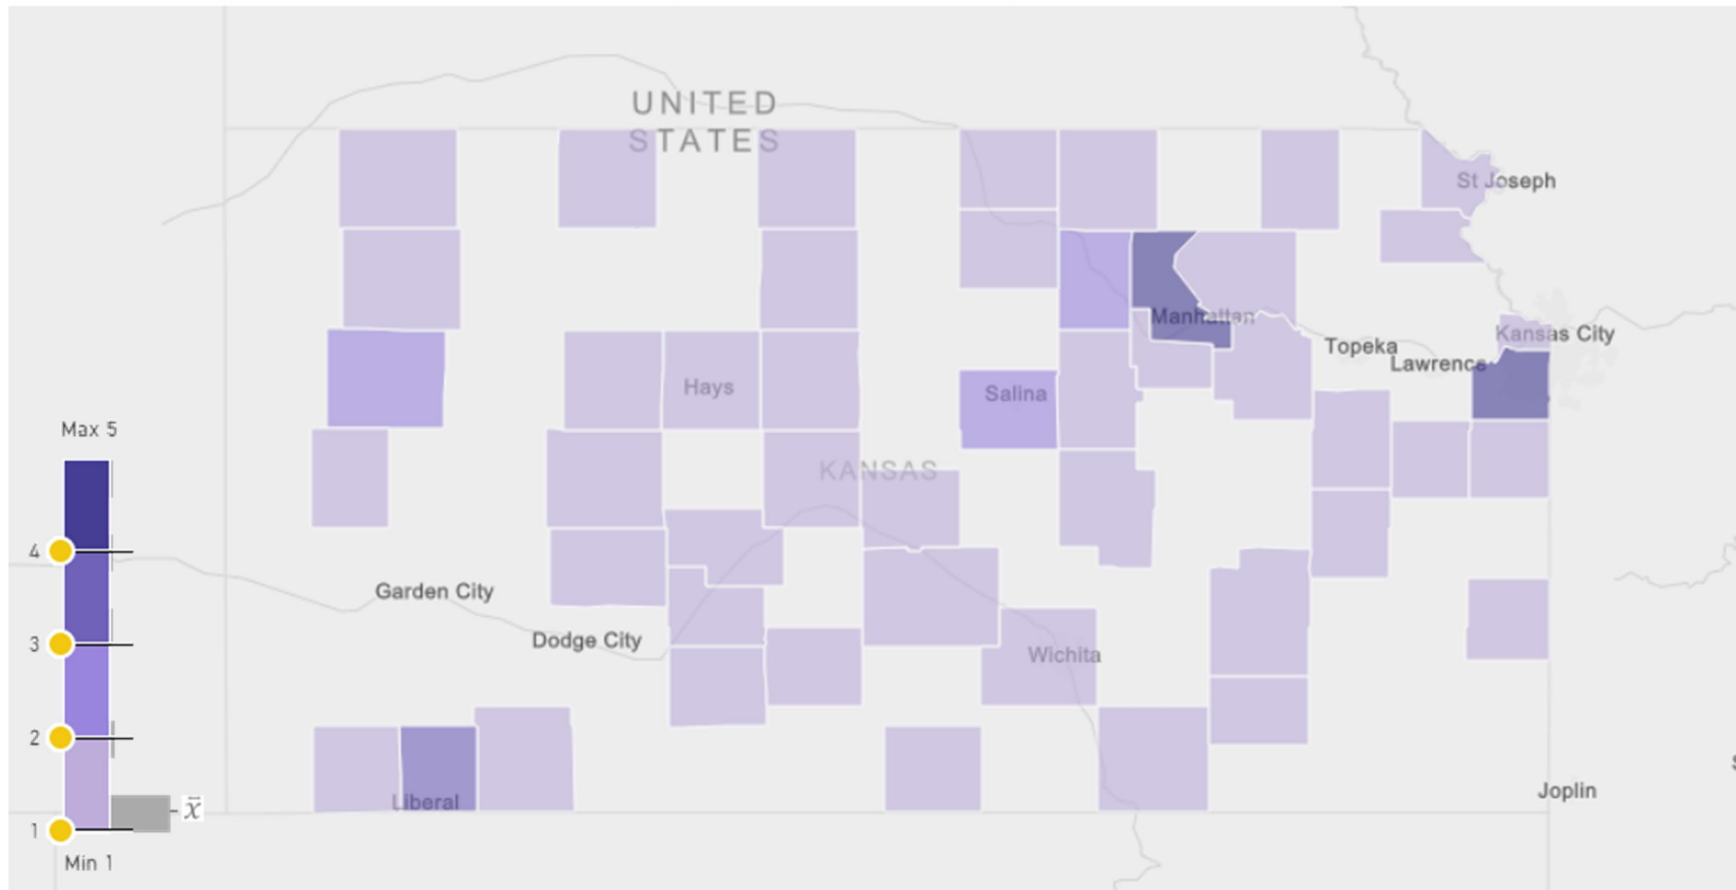 UNITED
STATES
St Joseph
Manhattan
Kansas City
Topeka
Lawrence
Hays
Salina
Max 5
KANSAS
4
Garden City
3
Dodge City
Wichita
2
Joplin
Liberal
x̄
1
Min 1